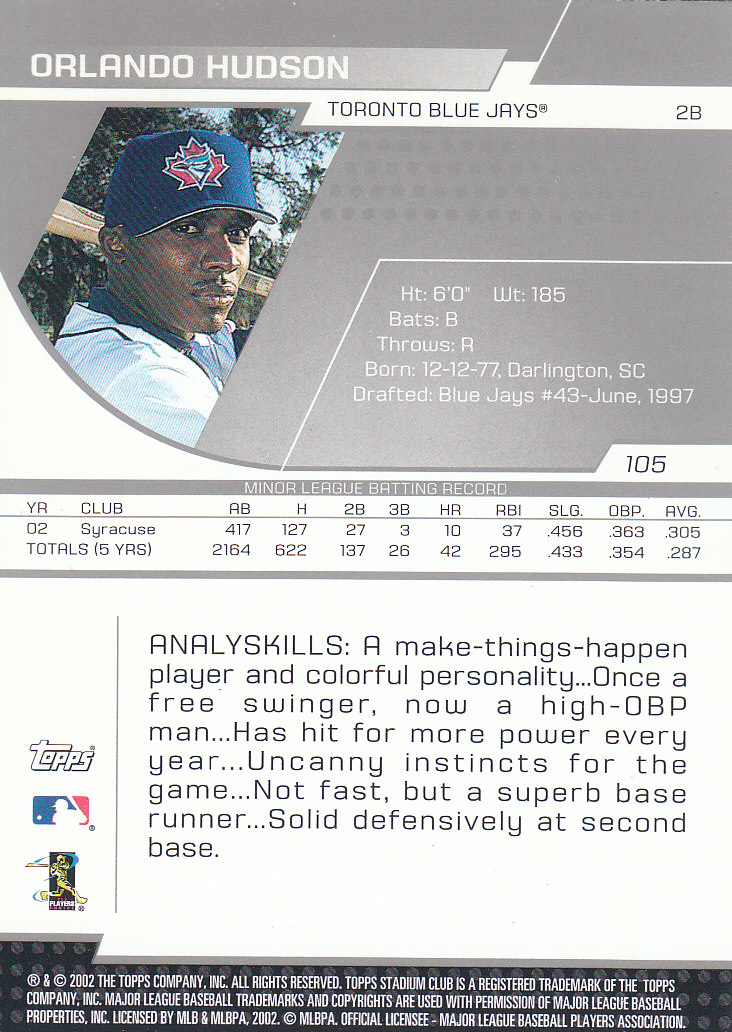 ORLANDO HUDSON
TORONTO BLUE JAYS® 2B
Ht: 6'0" Wt: 185
Bats: B
Throws: R
Born: 12-12-77, Darlington, SC
Drafted: Blue Jays #43-June, 1997
105
MINOR LEAGUE BATTING RECORD
YR CLUB AB H 2B 3B HR RBI SLG. OBP. AVG.
02 Syracuse 417 127 27 3 10 37 .456 .363 .305
TOTALS (5 YRS) 2164 622 137 26 42 295 .433 .354 .287
ANALYSKILLS: A make-things-happen
player and colorful personality...Once a
free swinger, now a high-OBP
man...Has hit for more power every
year...Uncanny instincts for the
game...Not fast, but a superb base
runner...Solid defensively at second
base.
Topps®
®
PLAYERS
CHOICE ®
® & © 2002 THE TOPPS COMPANY, INC. ALL RIGHTS RESERVED. TOPPS STADIUM CLUB IS A REGISTERED TRADEMARK OF THE TOPPS
COMPANY, INC. MAJOR LEAGUE BASEBALL TRADEMARKS AND COPYRIGHTS ARE USED WITH PERMISSION OF MAJOR LEAGUE BASEBALL
PROPERTIES, INC. LICENSED BY MLB & MLBPA, 2002. © MLBPA. OFFICIAL LICENSEE - MAJOR LEAGUE BASEBALL PLAYERS ASSOCIATION.